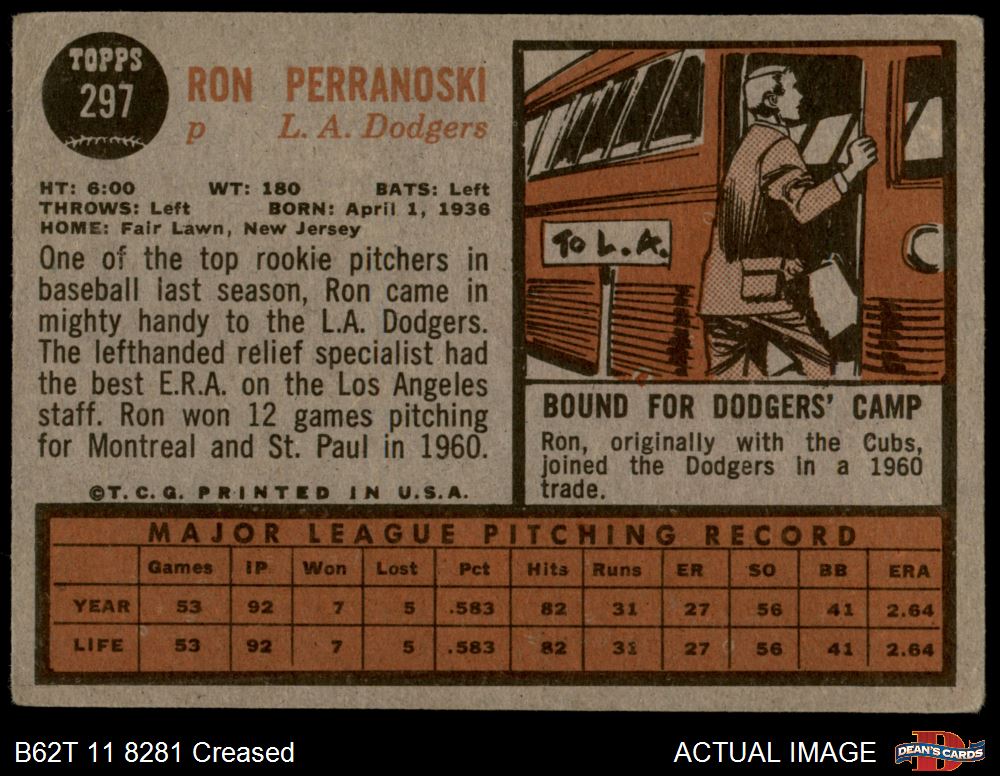 TOPPS
297
RON PERRANOSKI
p L. A. Dodgers
HT: 6:00 WT: 180 BATS: Left
THROWS: Left BORN: April 1, 1936
HOME: Fair Lawn, New Jersey
One of the top rookie pitchers in
baseball last season, Ron came in
mighty handy to the L.A. Dodgers.
The lefthanded relief specialist had
the best E.R.A. on the Los Angeles
staff. Ron won 12 games pitching
for Montreal and St. Paul in 1960.
©T.C.G. PRINTED IN U.S.A.
TO L.A.
BOUND FOR DODGERS' CAMP
Ron, originally with the Cubs,
joined the Dodgers in a 1960
trade.
MAJOR LEAGUE PITCHING RECORD
Games IP Won Lost Pct Hits Runs ER SO BB ERA
YEAR 53 92 7 5 .583 82 31 27 56 41 2.64
LIFE 53 92 7 5 .583 82 31 27 56 41 2.64
B62T 11 8281 Creased ACTUAL IMAGE
DEAN'S CARDS